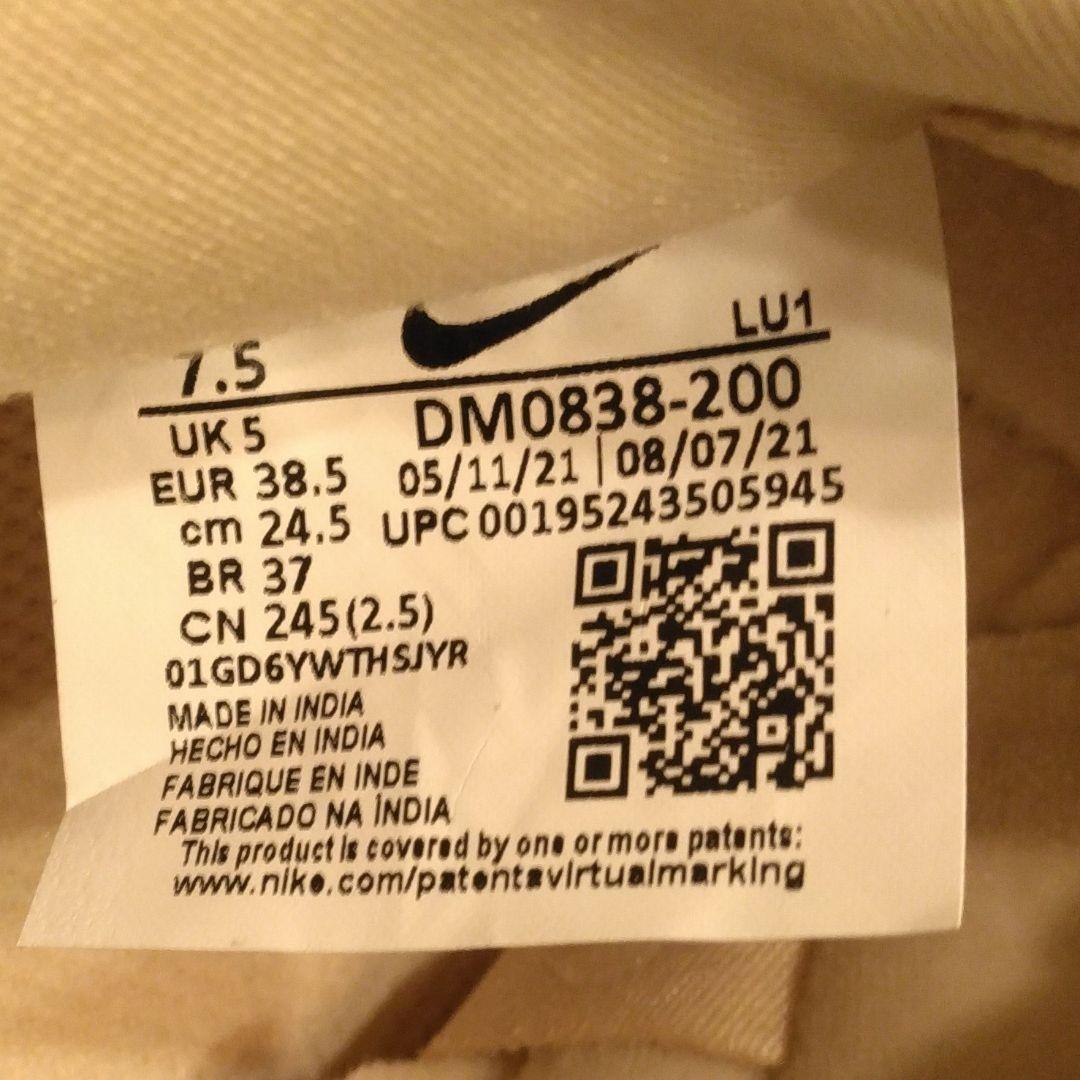 7.5
LU1
UK 5
DM0838-200
EUR 38.5
05/11/21 | 08/07/21
cm 24.5
UPC 00195243505945
BR 37
CN 245(2.5)
01GD6YWTHSJYR
MADE IN INDIA
HECHO EN INDIA
FABRIQUE EN INDE
FABRICADO NA ÍNDIA
This product is covered by one or more patents:
www.nike.com/patentsvirtualmarking